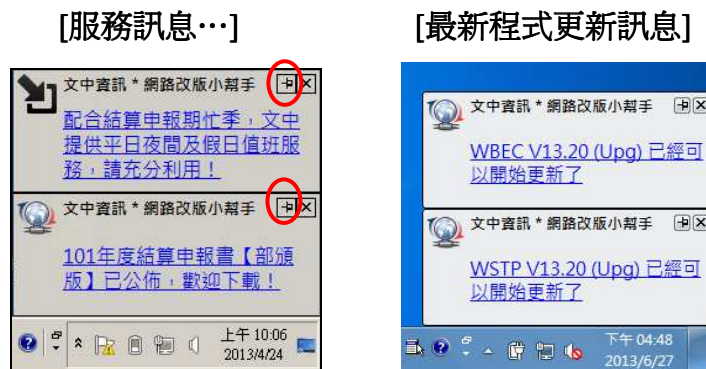 [服務訊息…]
文中資訊 * 網路改版小幫手
配合結算申報期忙季，文中
提供平日夜間及假日值班服
務，請充分利用！
文中資訊 * 網路改版小幫手
101年度結算申報書【部頒
版】已公佈，歡迎下載！
上午 10:06
2013/4/24
[最新程式更新訊息]
文中資訊 * 網路改版小幫手
WBEC V13.20 (Upg) 已經可
以開始更新了
文中資訊 * 網路改版小幫手
WSTP V13.20 (Upg) 已經可
以開始更新了
下午 04:48
2013/6/27